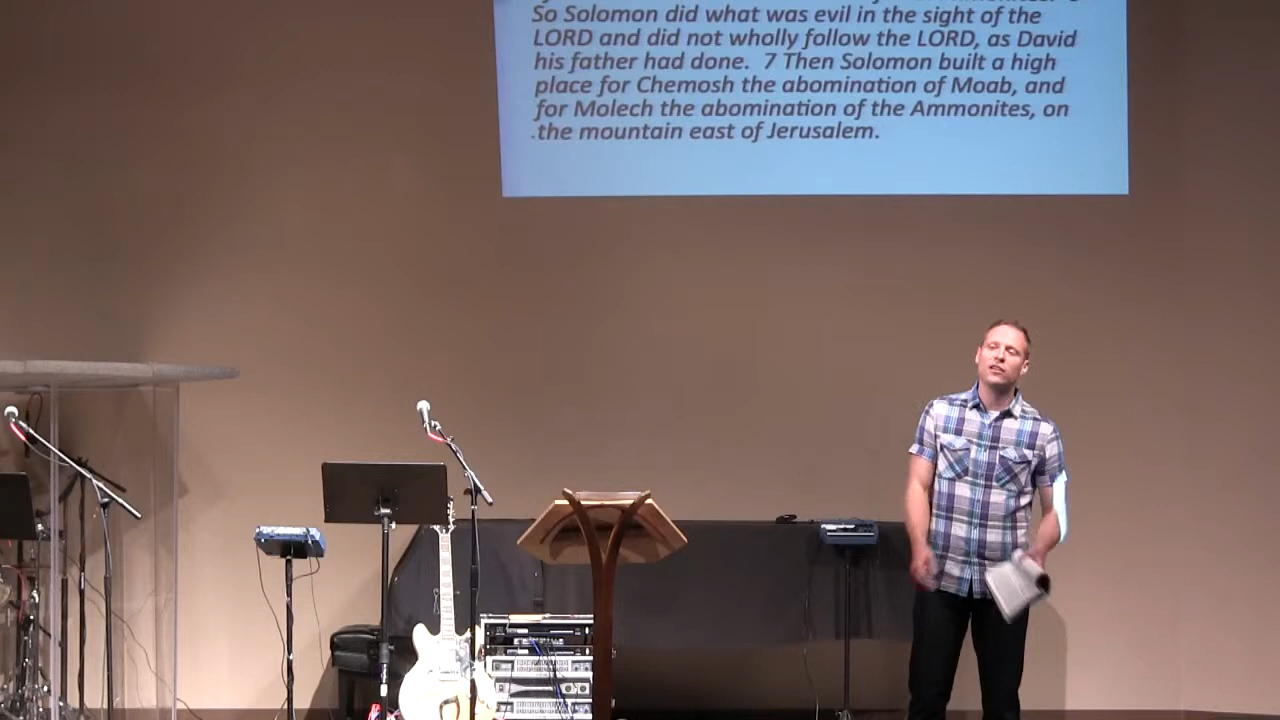 So Solomon did what was evil in the sight of the
LORD and did not wholly follow the LORD, as David
his father had done. 7 Then Solomon built a high
place for Chemosh the abomination of Moab, and
for Molech the abomination of the Ammonites, on
.the mountain east of Jerusalem.